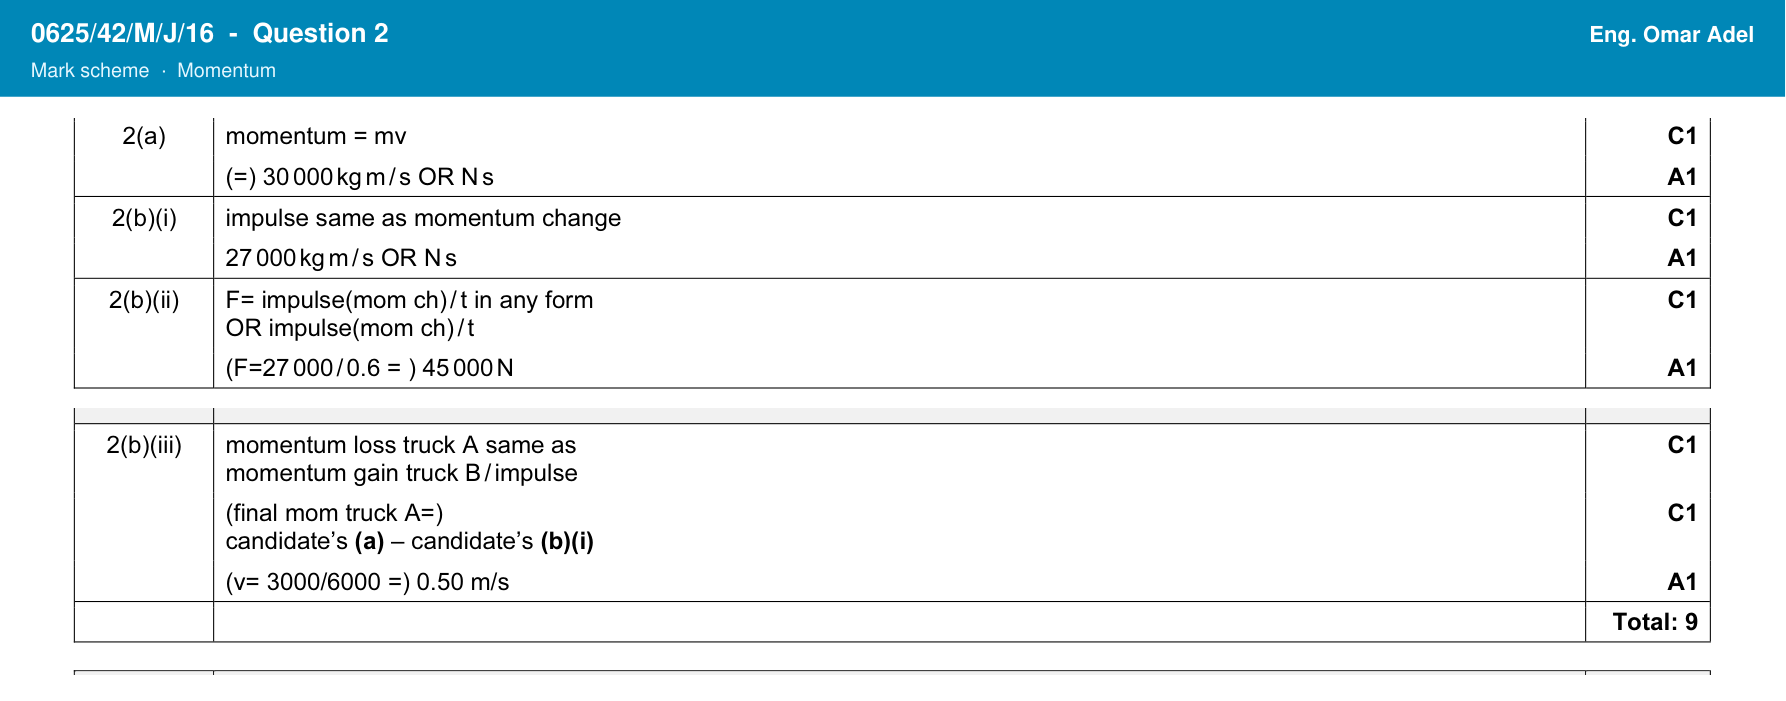 0625/42/M/J/16 - Question 2
Eng. Omar Adel
Mark scheme · Momentum
2(a) momentum = mv C1
(=) 30 000 kg m / s OR N s A1
2(b)(i) impulse same as momentum change C1
27 000 kg m / s OR N s A1
2(b)(ii) F= impulse(mom ch) / t in any form C1
OR impulse(mom ch) / t
(F=27 000 / 0.6 = ) 45 000 N A1
2(b)(iii) momentum loss truck A same as C1
momentum gain truck B / impulse
(final mom truck A=) C1
candidate’s (a) – candidate’s (b)(i)
(v= 3000/6000 =) 0.50 m/s A1
Total: 9